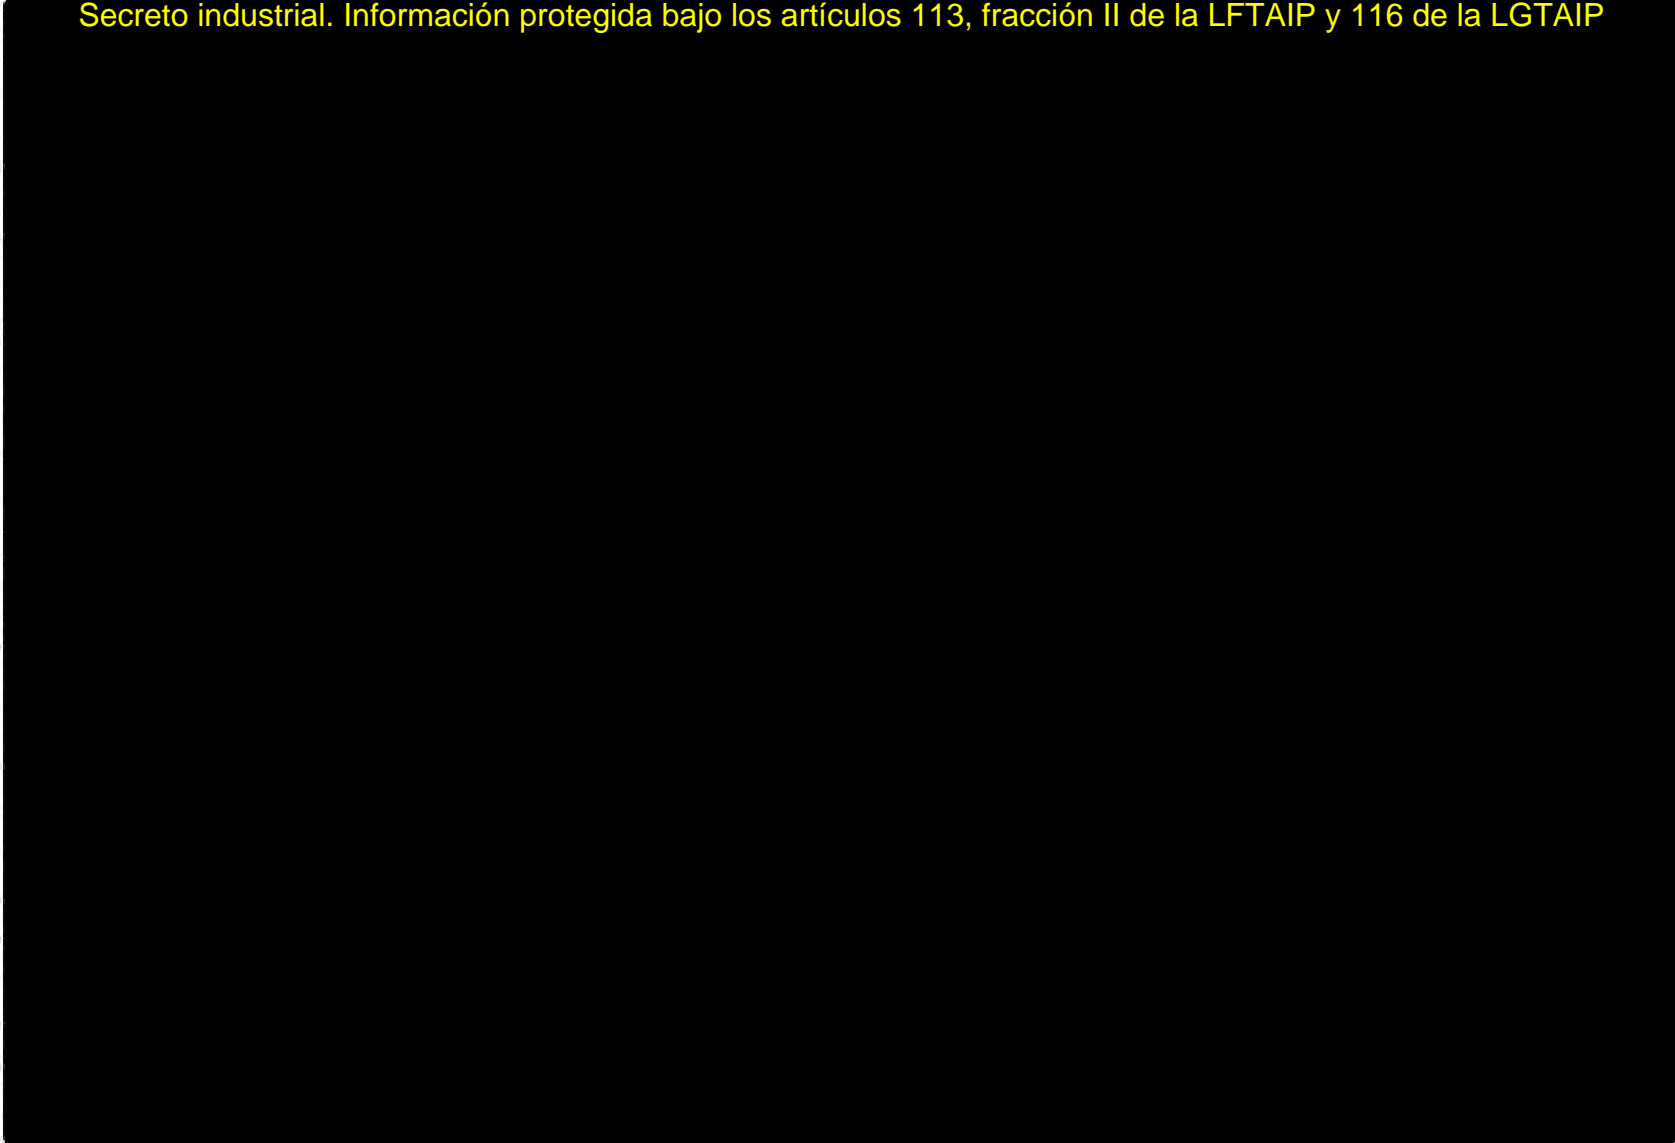 Secreto industrial. Información protegida bajo los artículos 113, fracción II de la LFTAIP y 116 de la LGTAIP